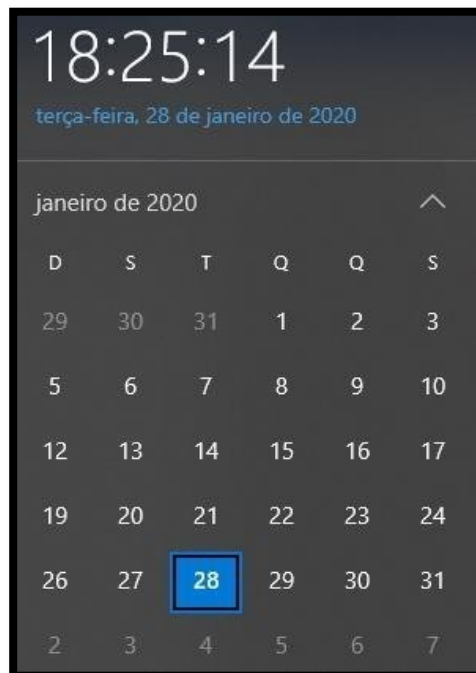 18:25:14
terça-feira, 28 de janeiro de 2020
janeiro de 2020
D S T Q Q S
29 30 31 1 2 3
5 6 7 8 9 10
12 13 14 15 16 17
19 20 21 22 23 24
26 27 28 29 30 31
2 3 4 5 6 7